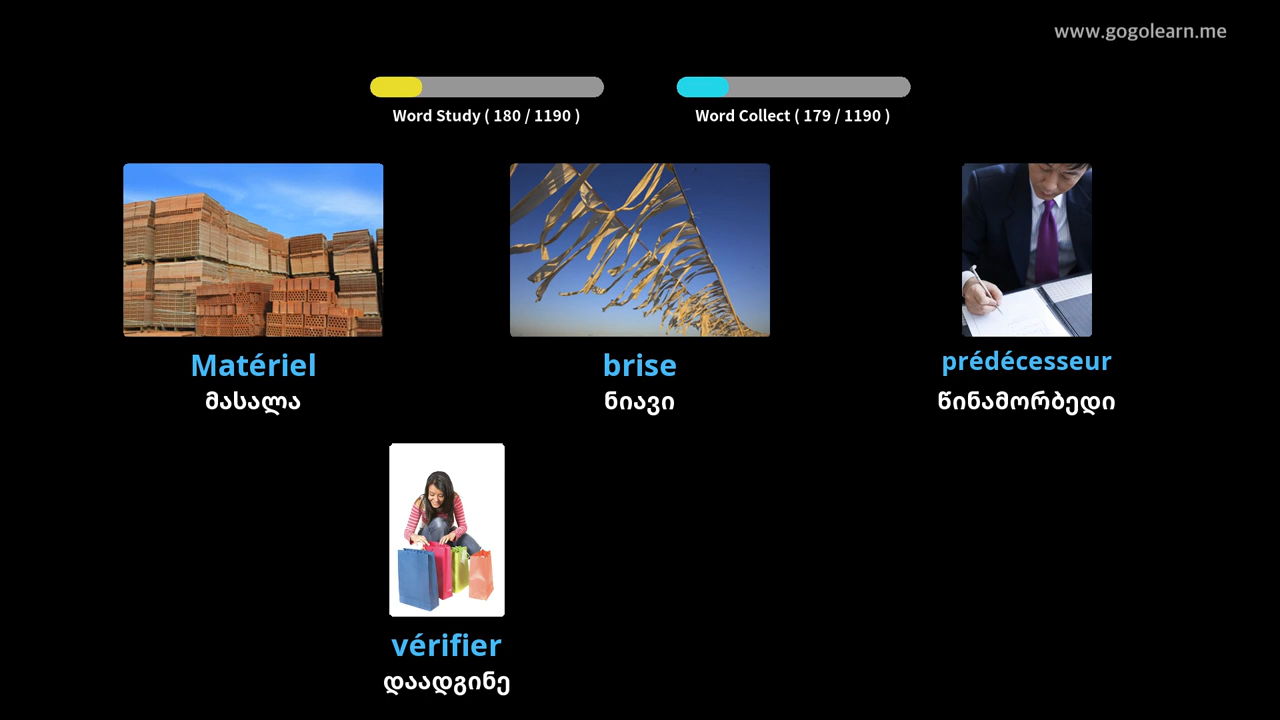 www.gogolearn.me
Word Study ( 180 / 1190 )
Word Collect ( 179 / 1190 )
Matériel
მასალა
brise
ნიავი
prédécesseur
წინამორბედი
vérifier
დაადგინე